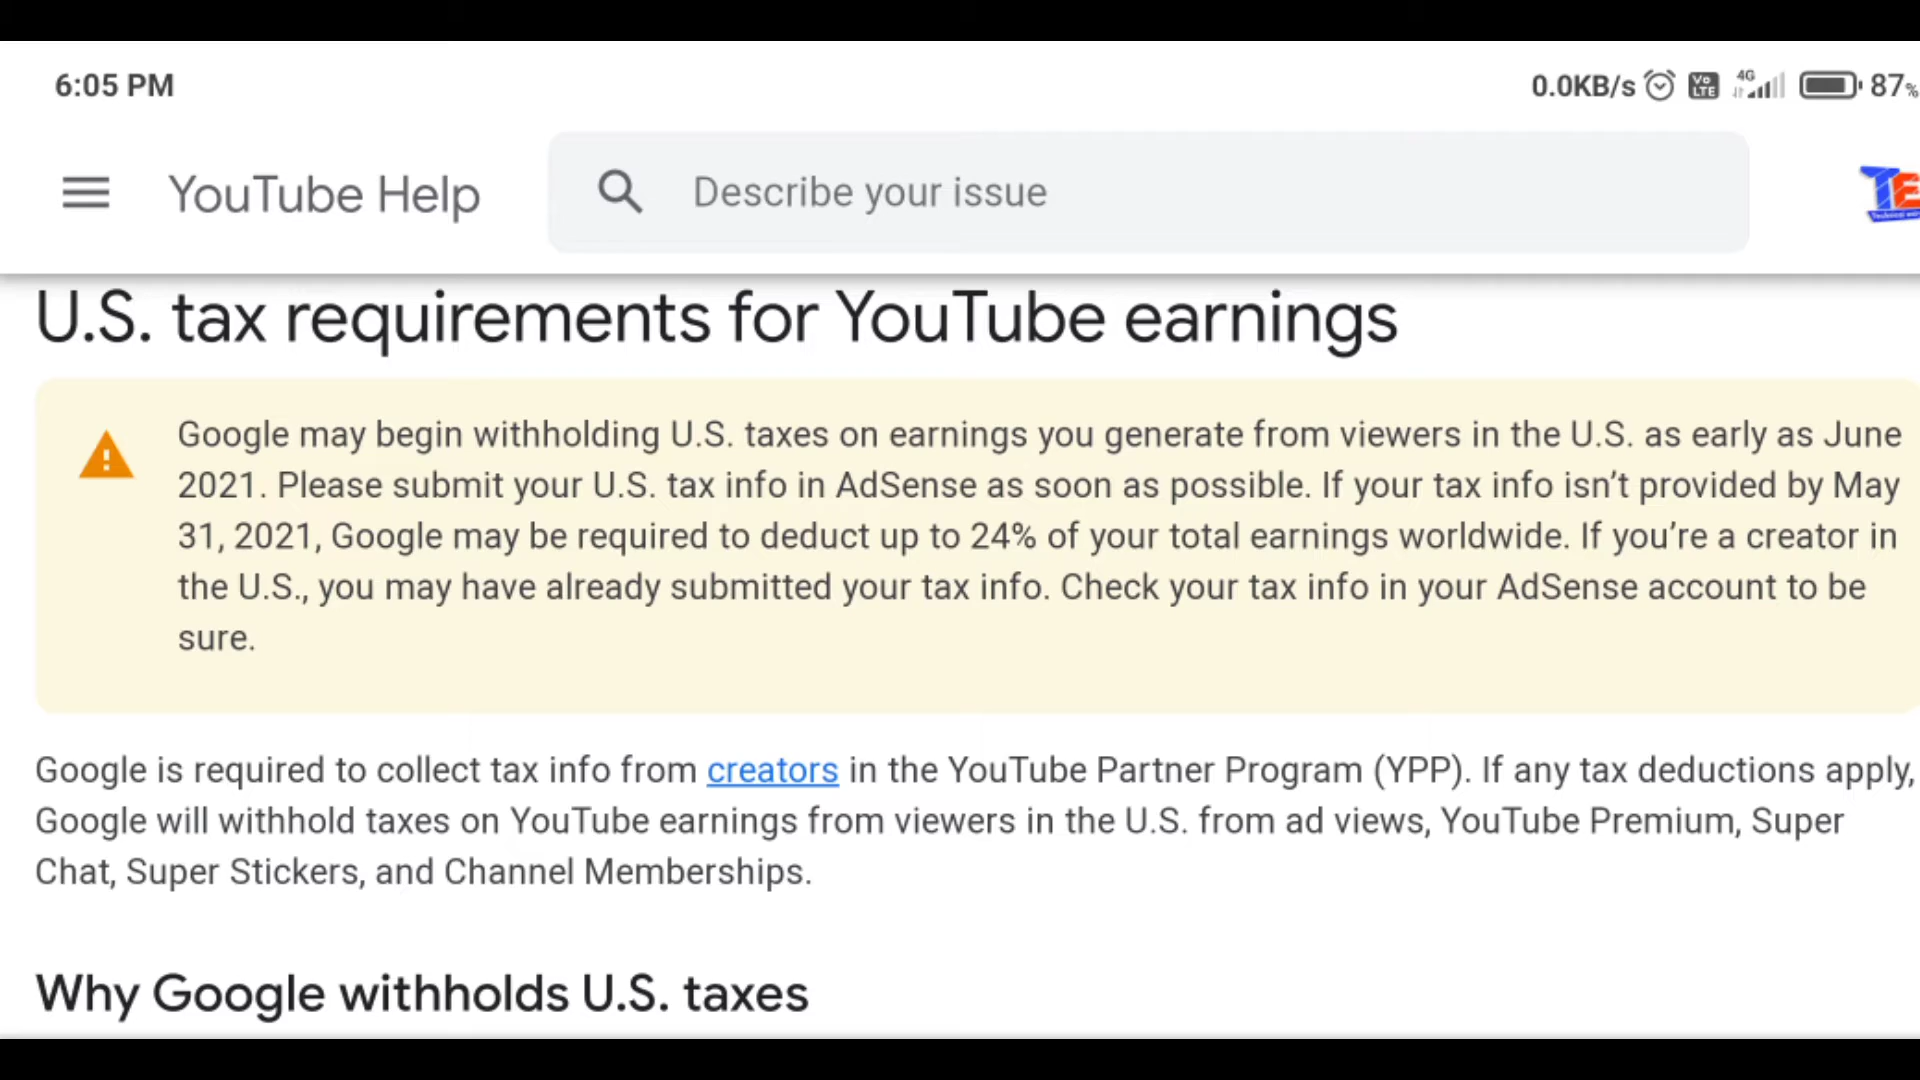 6:05 PM
0.0KB/s Vo LTE 4G 87%
YouTube Help
Describe your issue
TE
U.S. tax requirements for YouTube earnings
Google may begin withholding U.S. taxes on earnings you generate from viewers in the U.S. as early as June
2021. Please submit your U.S. tax info in AdSense as soon as possible. If your tax info isn’t provided by May
31, 2021, Google may be required to deduct up to 24% of your total earnings worldwide. If you’re a creator in
the U.S., you may have already submitted your tax info. Check your tax info in your AdSense account to be
sure.
Google is required to collect tax info from creators in the YouTube Partner Program (YPP). If any tax deductions apply,
Google will withhold taxes on YouTube earnings from viewers in the U.S. from ad views, YouTube Premium, Super
Chat, Super Stickers, and Channel Memberships.
Why Google withholds U.S. taxes